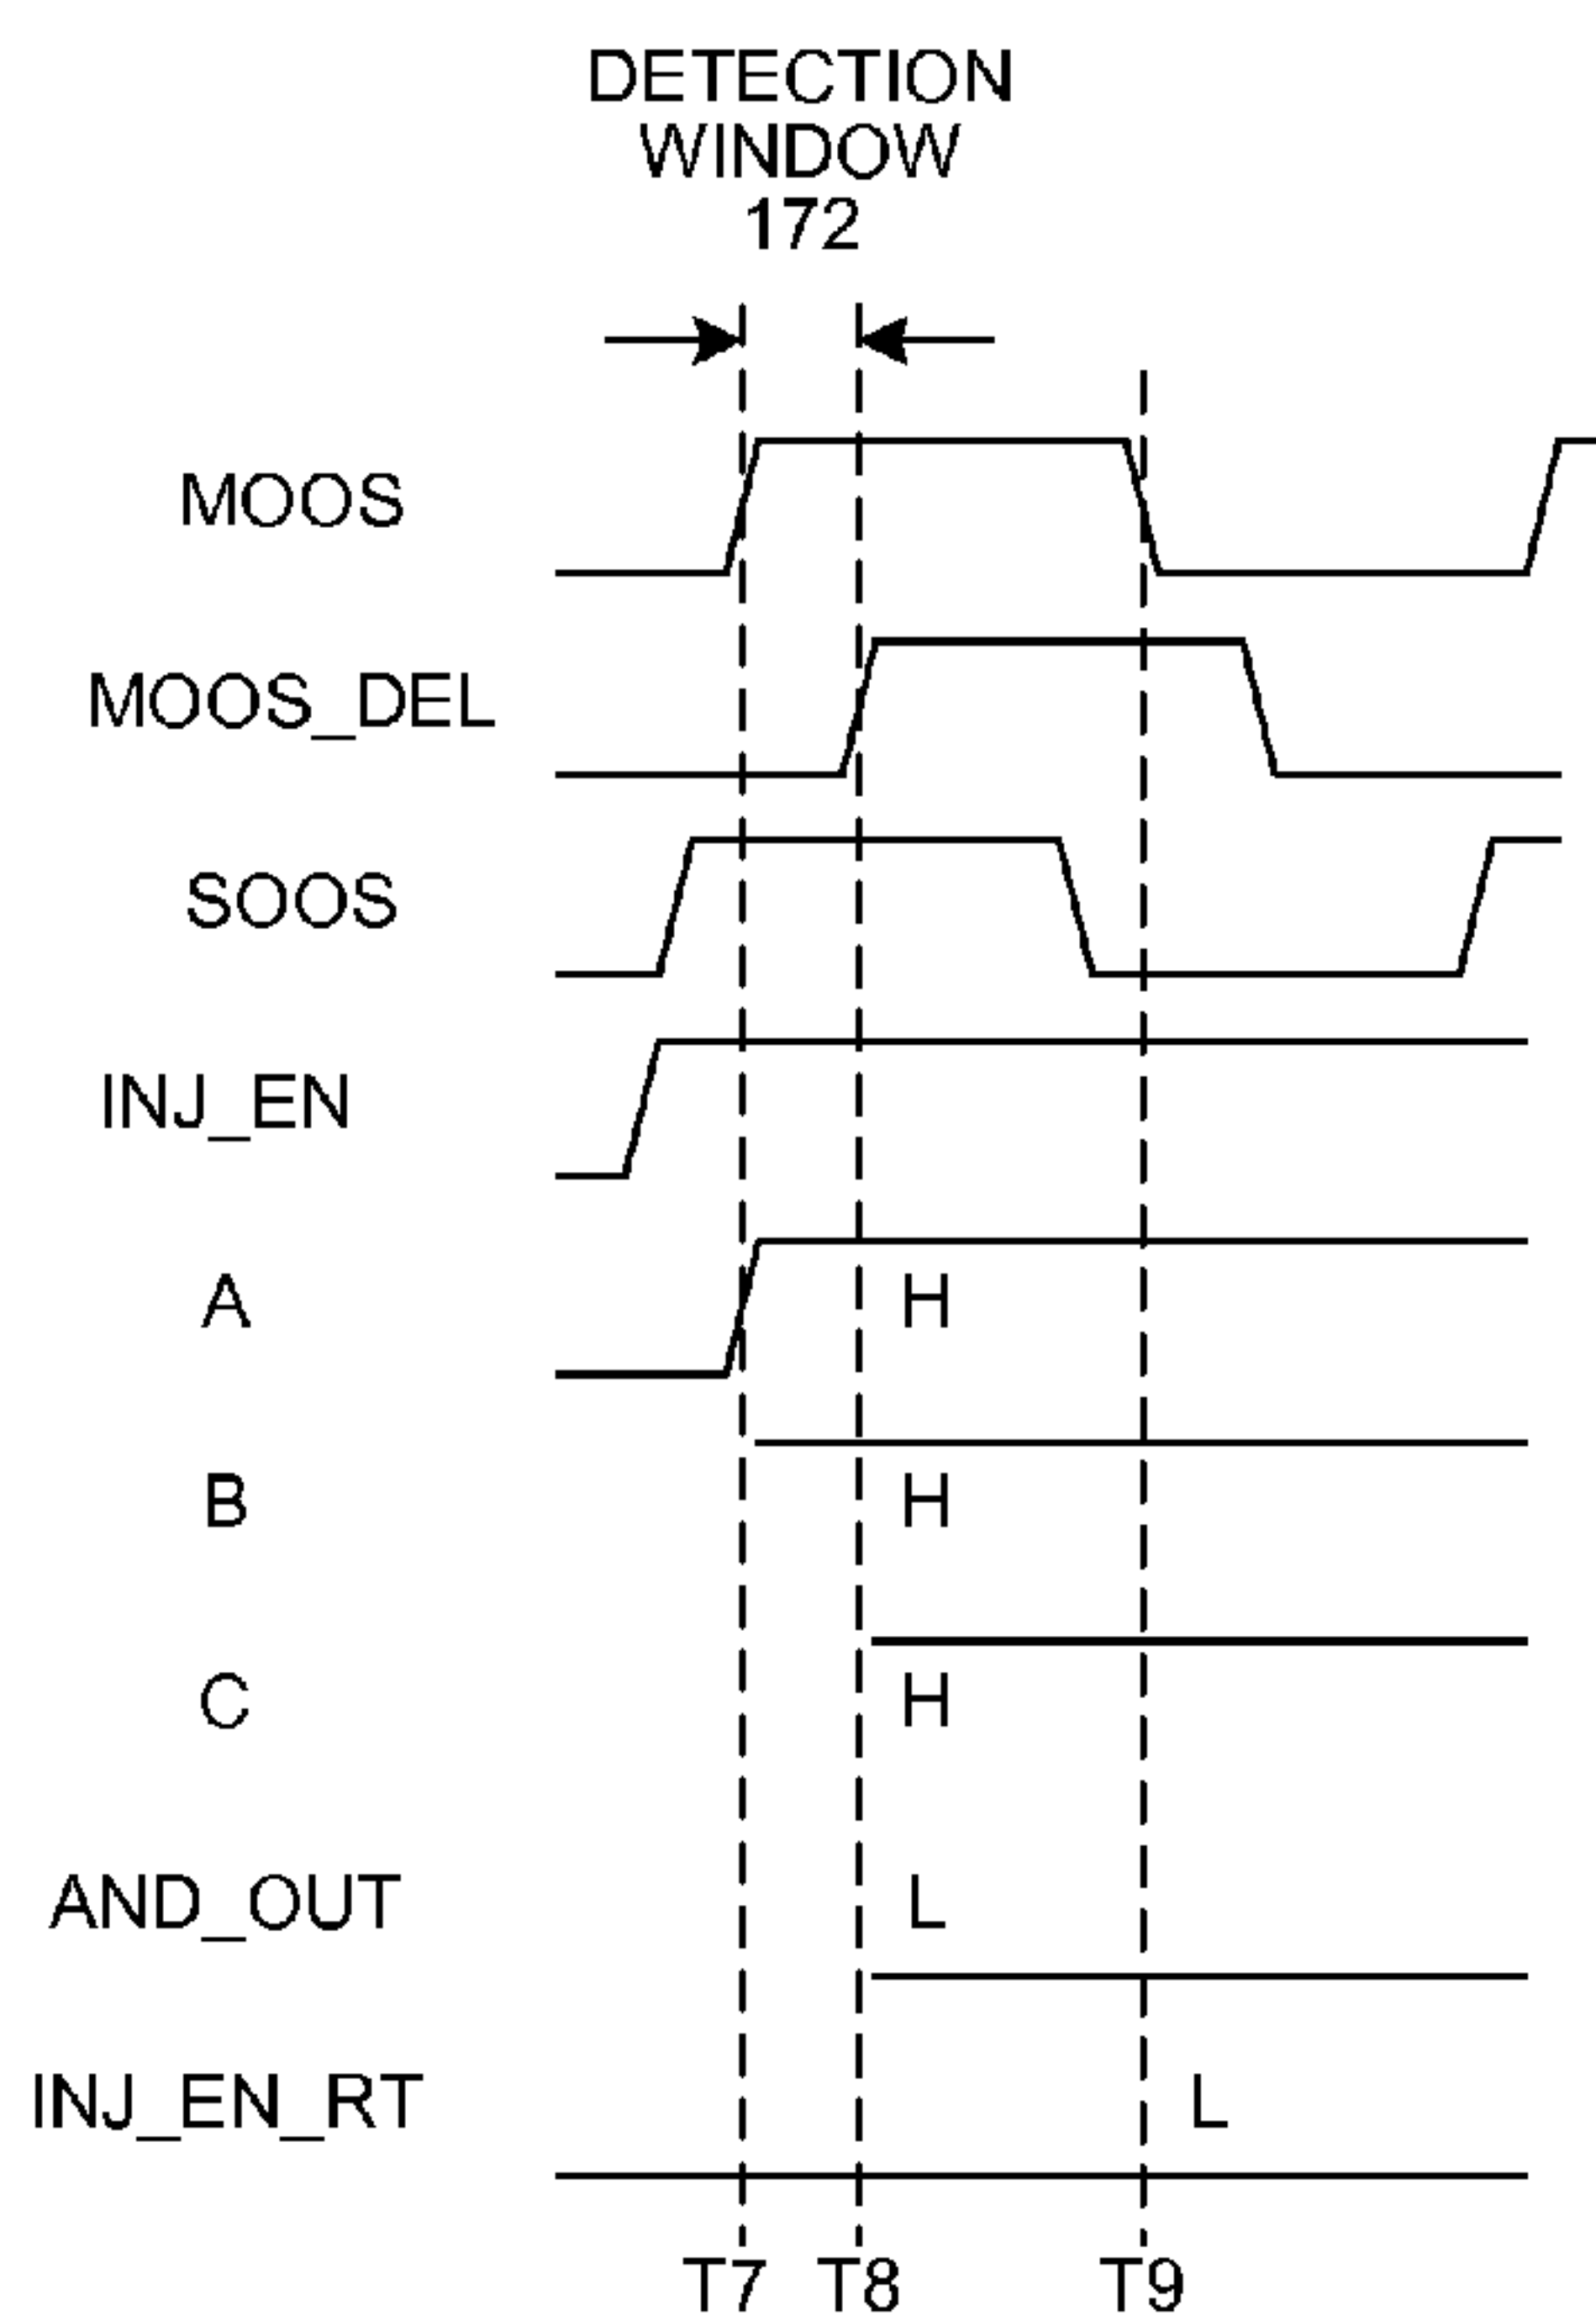 DETECTION
WINDOW
172
MOOS
MOOS_DEL
SOOS
INJ_EN
A
H
B
H
C
H
AND_OUT
L
INJ_EN_RT
L
T7 T8 T9